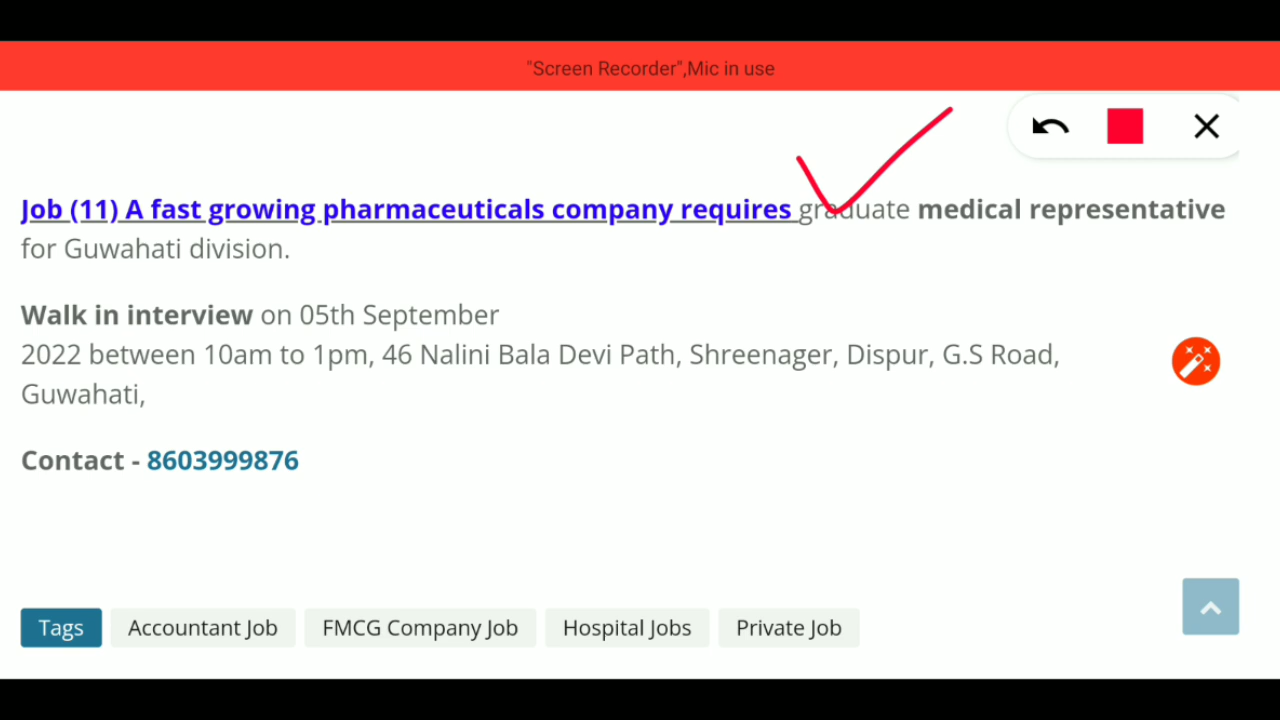 "Screen Recorder",Mic in use
Job (11) A fast growing pharmaceuticals company requires graduate medical representative
for Guwahati division.
Walk in interview on 05th September
2022 between 10am to 1pm, 46 Nalini Bala Devi Path, Shreenager, Dispur, G.S Road,
Guwahati,
Contact - 8603999876
Tags Accountant Job FMCG Company Job Hospital Jobs Private Job